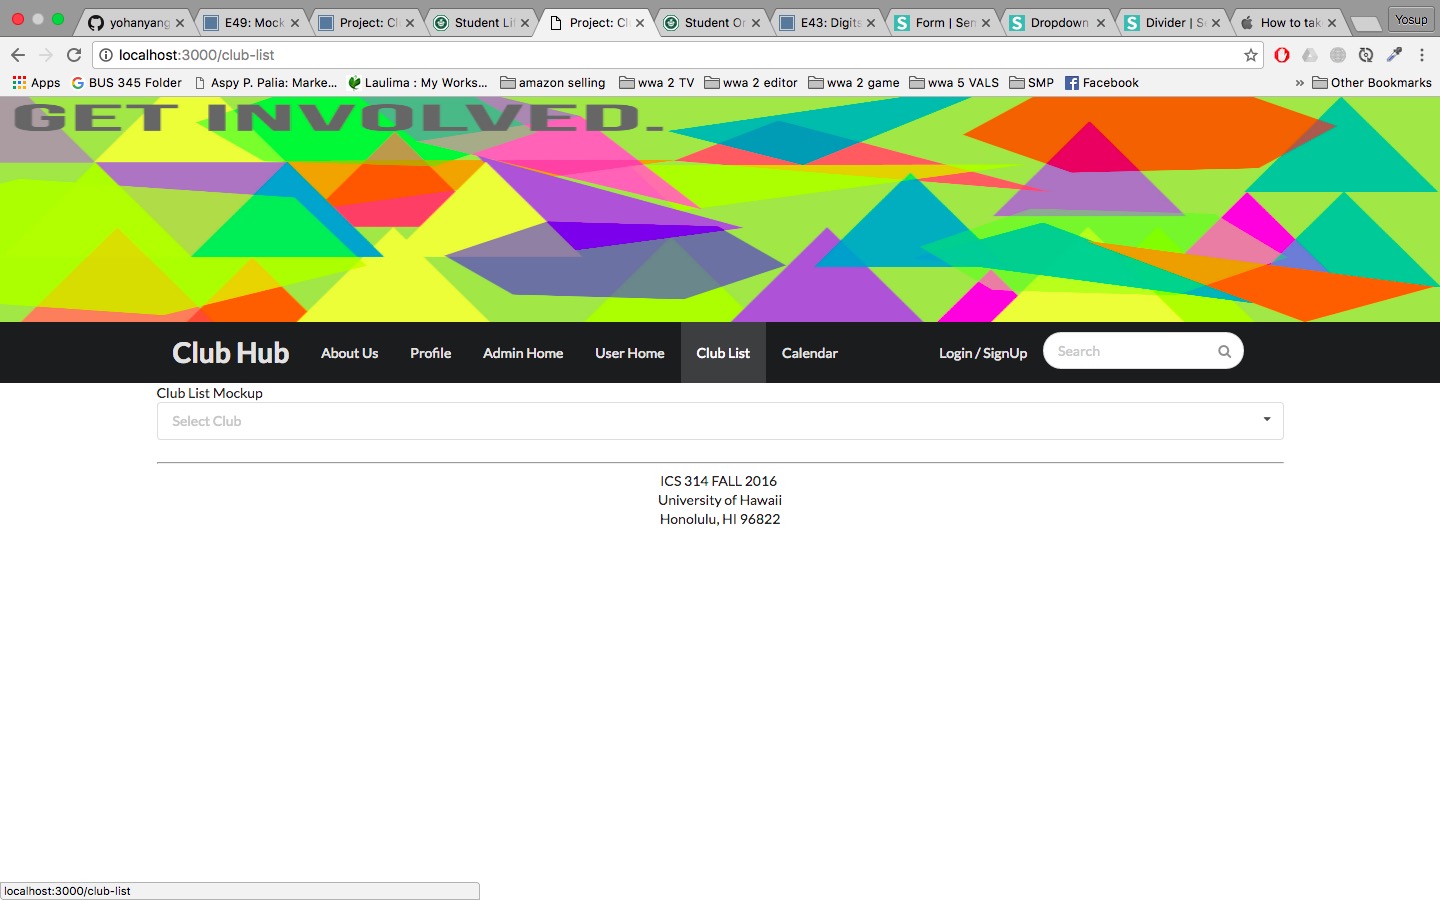 yohanyang
E49: Mock
Project: Cl
Student Li
Project: Cl
Student Or
E43: Digits
Form | Sem
Dropdown
Divider | S
How to tak
Yosup
localhost:3000/club-list
Apps
BUS 345 Folder
Aspy P. Palia: Marke...
Laulima : My Works...
amazon selling
wwa 2 TV
wwa 2 editor
wwa 2 game
wwa 5 VALS
SMP
Facebook
»
Other Bookmarks
GET INVOLVED.
Club Hub
About Us
Profile
Admin Home
User Home
Club List
Calendar
Login / SignUp
Search
Club List Mockup
Select Club
ICS 314 FALL 2016
University of Hawaii
Honolulu, HI 96822
localhost:3000/club-list